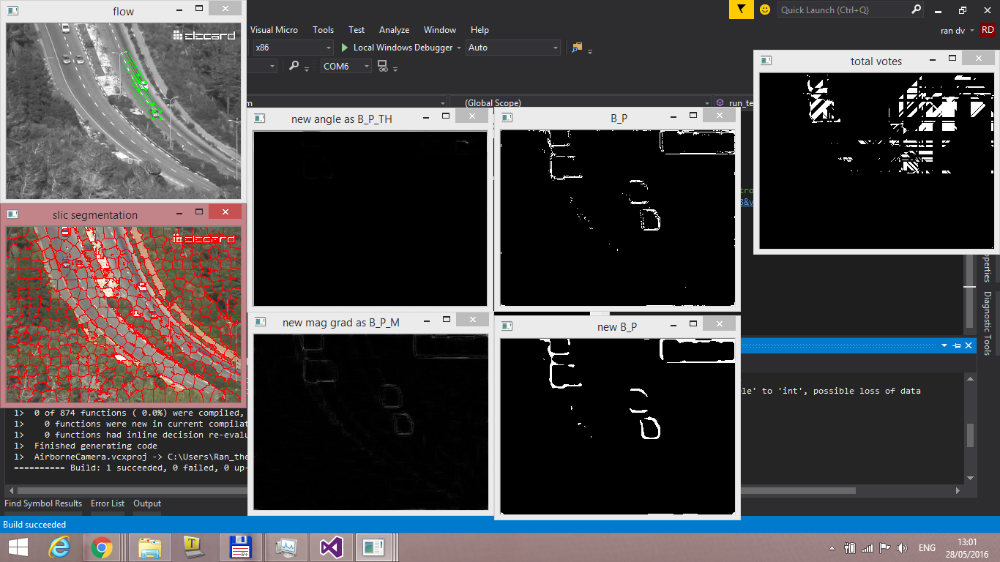 flow
Quick Launch (Ctrl+Q)
Visual Micro Tools Test Analyze Window Help
ran dv RD
x86 Local Windows Debugger Auto
COM6
total votes
(Global Scope)
run_te
new angle as B_P_TH
B_P
slic segmentation
Diagnostic Tools
new mag grad as B_P_M
new B_P
to 'int', possible loss of data
1> 0 of 874 functions ( 0.0%) were compiled,
1> 0 functions were new in current compilat
1> 0 functions had inline decision re-evalu
1> Finished generating code
1> AirborneCamera.vcxproj -> C:\Users\Ran_the
========== Build: 1 succeeded, 0 failed, 0 up-
Find Symbol Results Error List Output
Build succeeded
ENG
13:01
28/05/2016